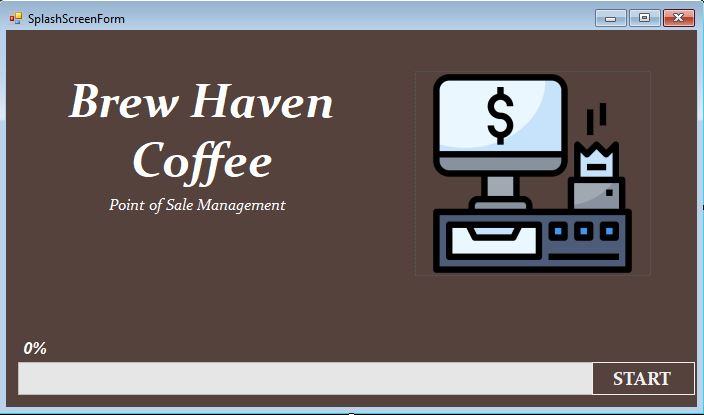 SplashScreenForm
Brew Haven
Coffee
Point of Sale Management
$
0%
START